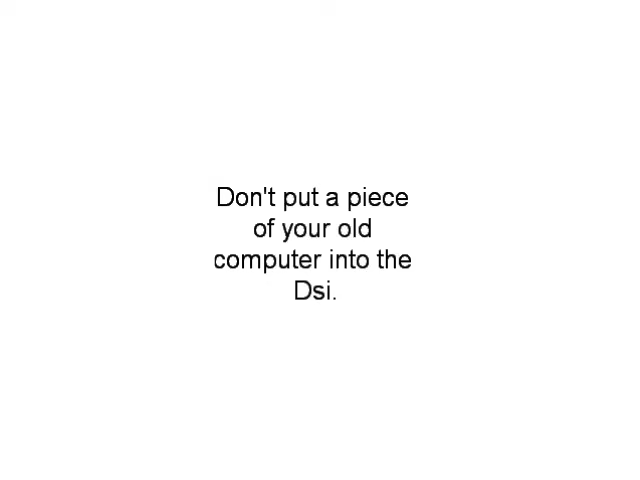 Don't put a piece
of your old
computer into the
Dsi.